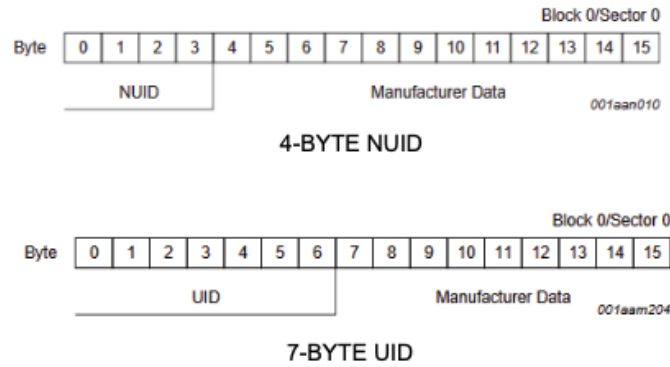 Block 0/Sector 0
Byte 0 1 2 3 4 5 6 7 8 9 10 11 12 13 14 15
NUID Manufacturer Data
001aan010
4-BYTE NUID
Block 0/Sector 0
Byte 0 1 2 3 4 5 6 7 8 9 10 11 12 13 14 15
UID Manufacturer Data
001aam204
7-BYTE UID